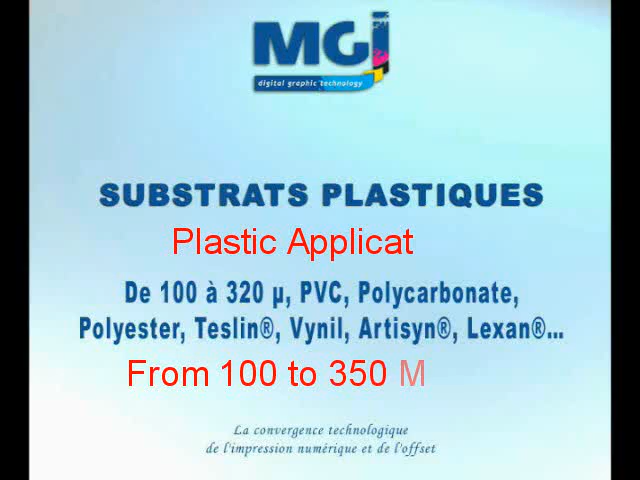 MGI
digital graphic technology
SUBSTRATS PLASTIQUES
Plastic Applicat
De 100 à 320 µ, PVC, Polycarbonate,
Polyester, Teslin®, Vynil, Artisyn®, Lexan®...
From 100 to 350 M
La convergence technologique
de l'impression numérique et de l'offset